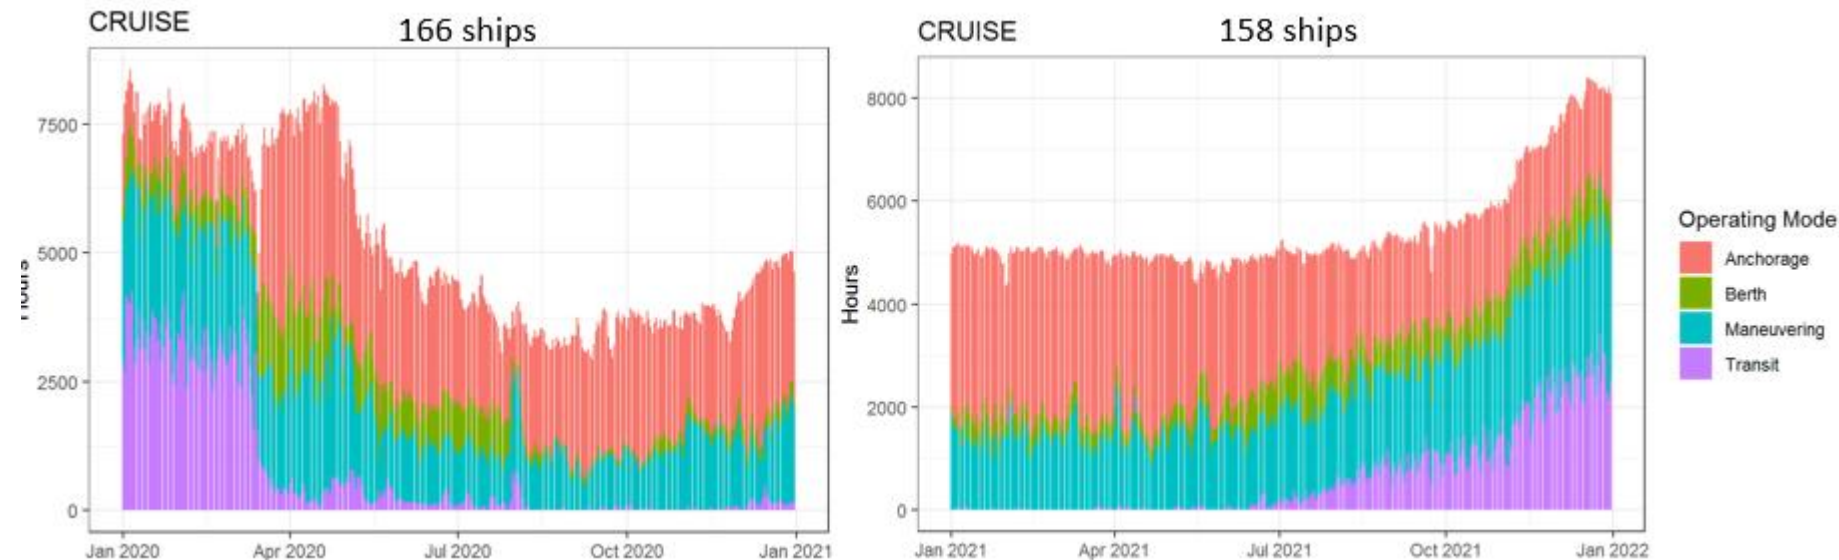 CRUISE
166 ships
7500
5000
2500
0
Jan 2020
Apr 2020
Jul 2020
Oct 2020
Jan 2021
CRUISE
158 ships
Hours
8000
6000
4000
2000
0
Jan 2021
Apr 2021
Jul 2021
Oct 2021
Jan 2022
Operating Mode
Anchorage
Berth
Maneuvering
Transit